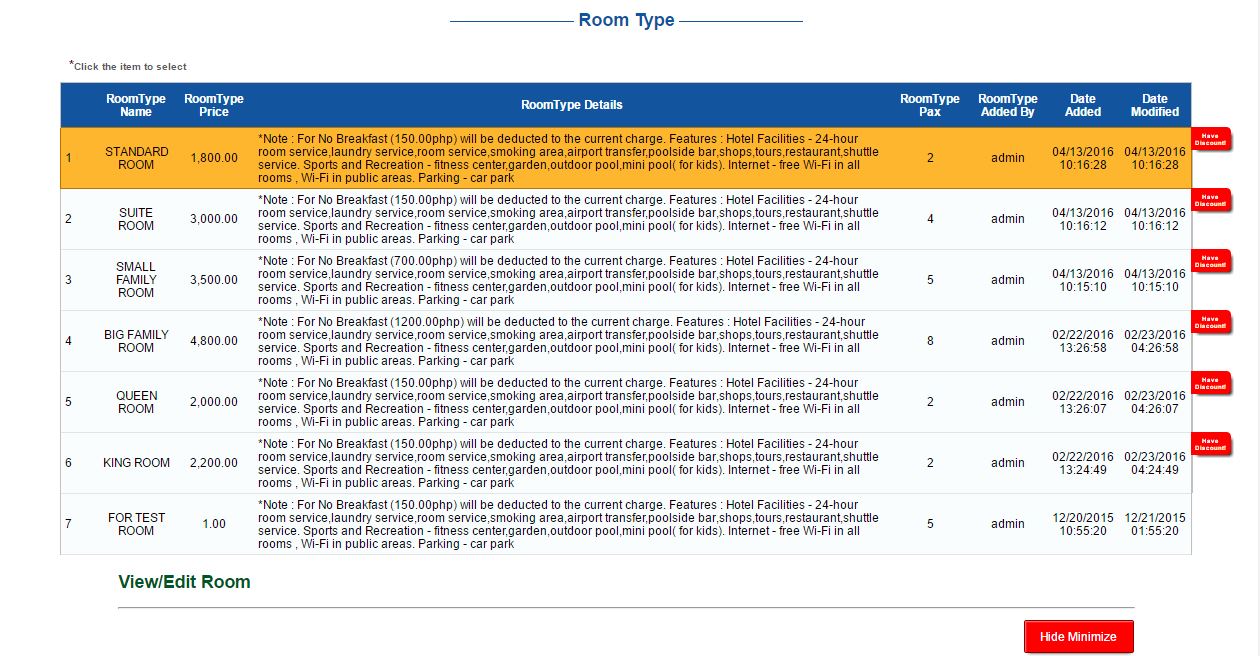 Room Type
*Click the item to select
RoomType Name RoomType Price RoomType Details RoomType Pax RoomType Added By Date Added Date Modified
1 STANDARD ROOM 1,800.00 *Note : For No Breakfast (150.00php) will be deducted to the current charge. Features : Hotel Facilities - 24-hour room service,laundry service,room service,smoking area,airport transfer,poolside bar,shops,tours,restaurant,shuttle service. Sports and Recreation - fitness center,garden,outdoor pool,mini pool( for kids). Internet - free Wi-Fi in all rooms , Wi-Fi in public areas. Parking - car park 2 admin 04/13/2016 10:16:28 04/13/2016 10:16:28 Have Discount!
2 SUITE ROOM 3,000.00 *Note : For No Breakfast (150.00php) will be deducted to the current charge. Features : Hotel Facilities - 24-hour room service,laundry service,room service,smoking area,airport transfer,poolside bar,shops,tours,restaurant,shuttle service. Sports and Recreation - fitness center,garden,outdoor pool,mini pool( for kids). Internet - free Wi-Fi in all rooms , Wi-Fi in public areas. Parking - car park 4 admin 04/13/2016 10:16:12 04/13/2016 10:16:12 Have Discount!
3 SMALL FAMILY ROOM 3,500.00 *Note : For No Breakfast (700.00php) will be deducted to the current charge. Features : Hotel Facilities - 24-hour room service,laundry service,room service,smoking area,airport transfer,poolside bar,shops,tours,restaurant,shuttle service. Sports and Recreation - fitness center,garden,outdoor pool,mini pool( for kids). Internet - free Wi-Fi in all rooms , Wi-Fi in public areas. Parking - car park 5 admin 04/13/2016 10:15:10 04/13/2016 10:15:10 Have Discount!
4 BIG FAMILY ROOM 4,800.00 *Note : For No Breakfast (1200.00php) will be deducted to the current charge. Features : Hotel Facilities - 24-hour room service,laundry service,room service,smoking area,airport transfer,poolside bar,shops,tours,restaurant,shuttle service. Sports and Recreation - fitness center,garden,outdoor pool,mini pool( for kids). Internet - free Wi-Fi in all rooms , Wi-Fi in public areas. Parking - car park 8 admin 02/22/2016 13:26:58 02/23/2016 04:26:58 Have Discount!
5 QUEEN ROOM 2,000.00 *Note : For No Breakfast (150.00php) will be deducted to the current charge. Features : Hotel Facilities - 24-hour room service,laundry service,room service,smoking area,airport transfer,poolside bar,shops,tours,restaurant,shuttle service. Sports and Recreation - fitness center,garden,outdoor pool,mini pool( for kids). Internet - free Wi-Fi in all rooms , Wi-Fi in public areas. Parking - car park 2 admin 02/22/2016 13:26:07 02/23/2016 04:26:07 Have Discount!
6 KING ROOM 2,200.00 *Note : For No Breakfast (150.00php) will be deducted to the current charge. Features : Hotel Facilities - 24-hour room service,laundry service,room service,smoking area,airport transfer,poolside bar,shops,tours,restaurant,shuttle service. Sports and Recreation - fitness center,garden,outdoor pool,mini pool( for kids). Internet - free Wi-Fi in all rooms , Wi-Fi in public areas. Parking - car park 2 admin 02/22/2016 13:24:49 02/23/2016 04:24:49 Have Discount!
7 FOR TEST ROOM 1.00 *Note : For No Breakfast (150.00php) will be deducted to the current charge. Features : Hotel Facilities - 24-hour room service,laundry service,room service,smoking area,airport transfer,poolside bar,shops,tours,restaurant,shuttle service. Sports and Recreation - fitness center,garden,outdoor pool,mini pool( for kids). Internet - free Wi-Fi in all rooms , Wi-Fi in public areas. Parking - car park 5 admin 12/20/2015 10:55:20 12/21/2015 01:55:20
View/Edit Room
Hide Minimize